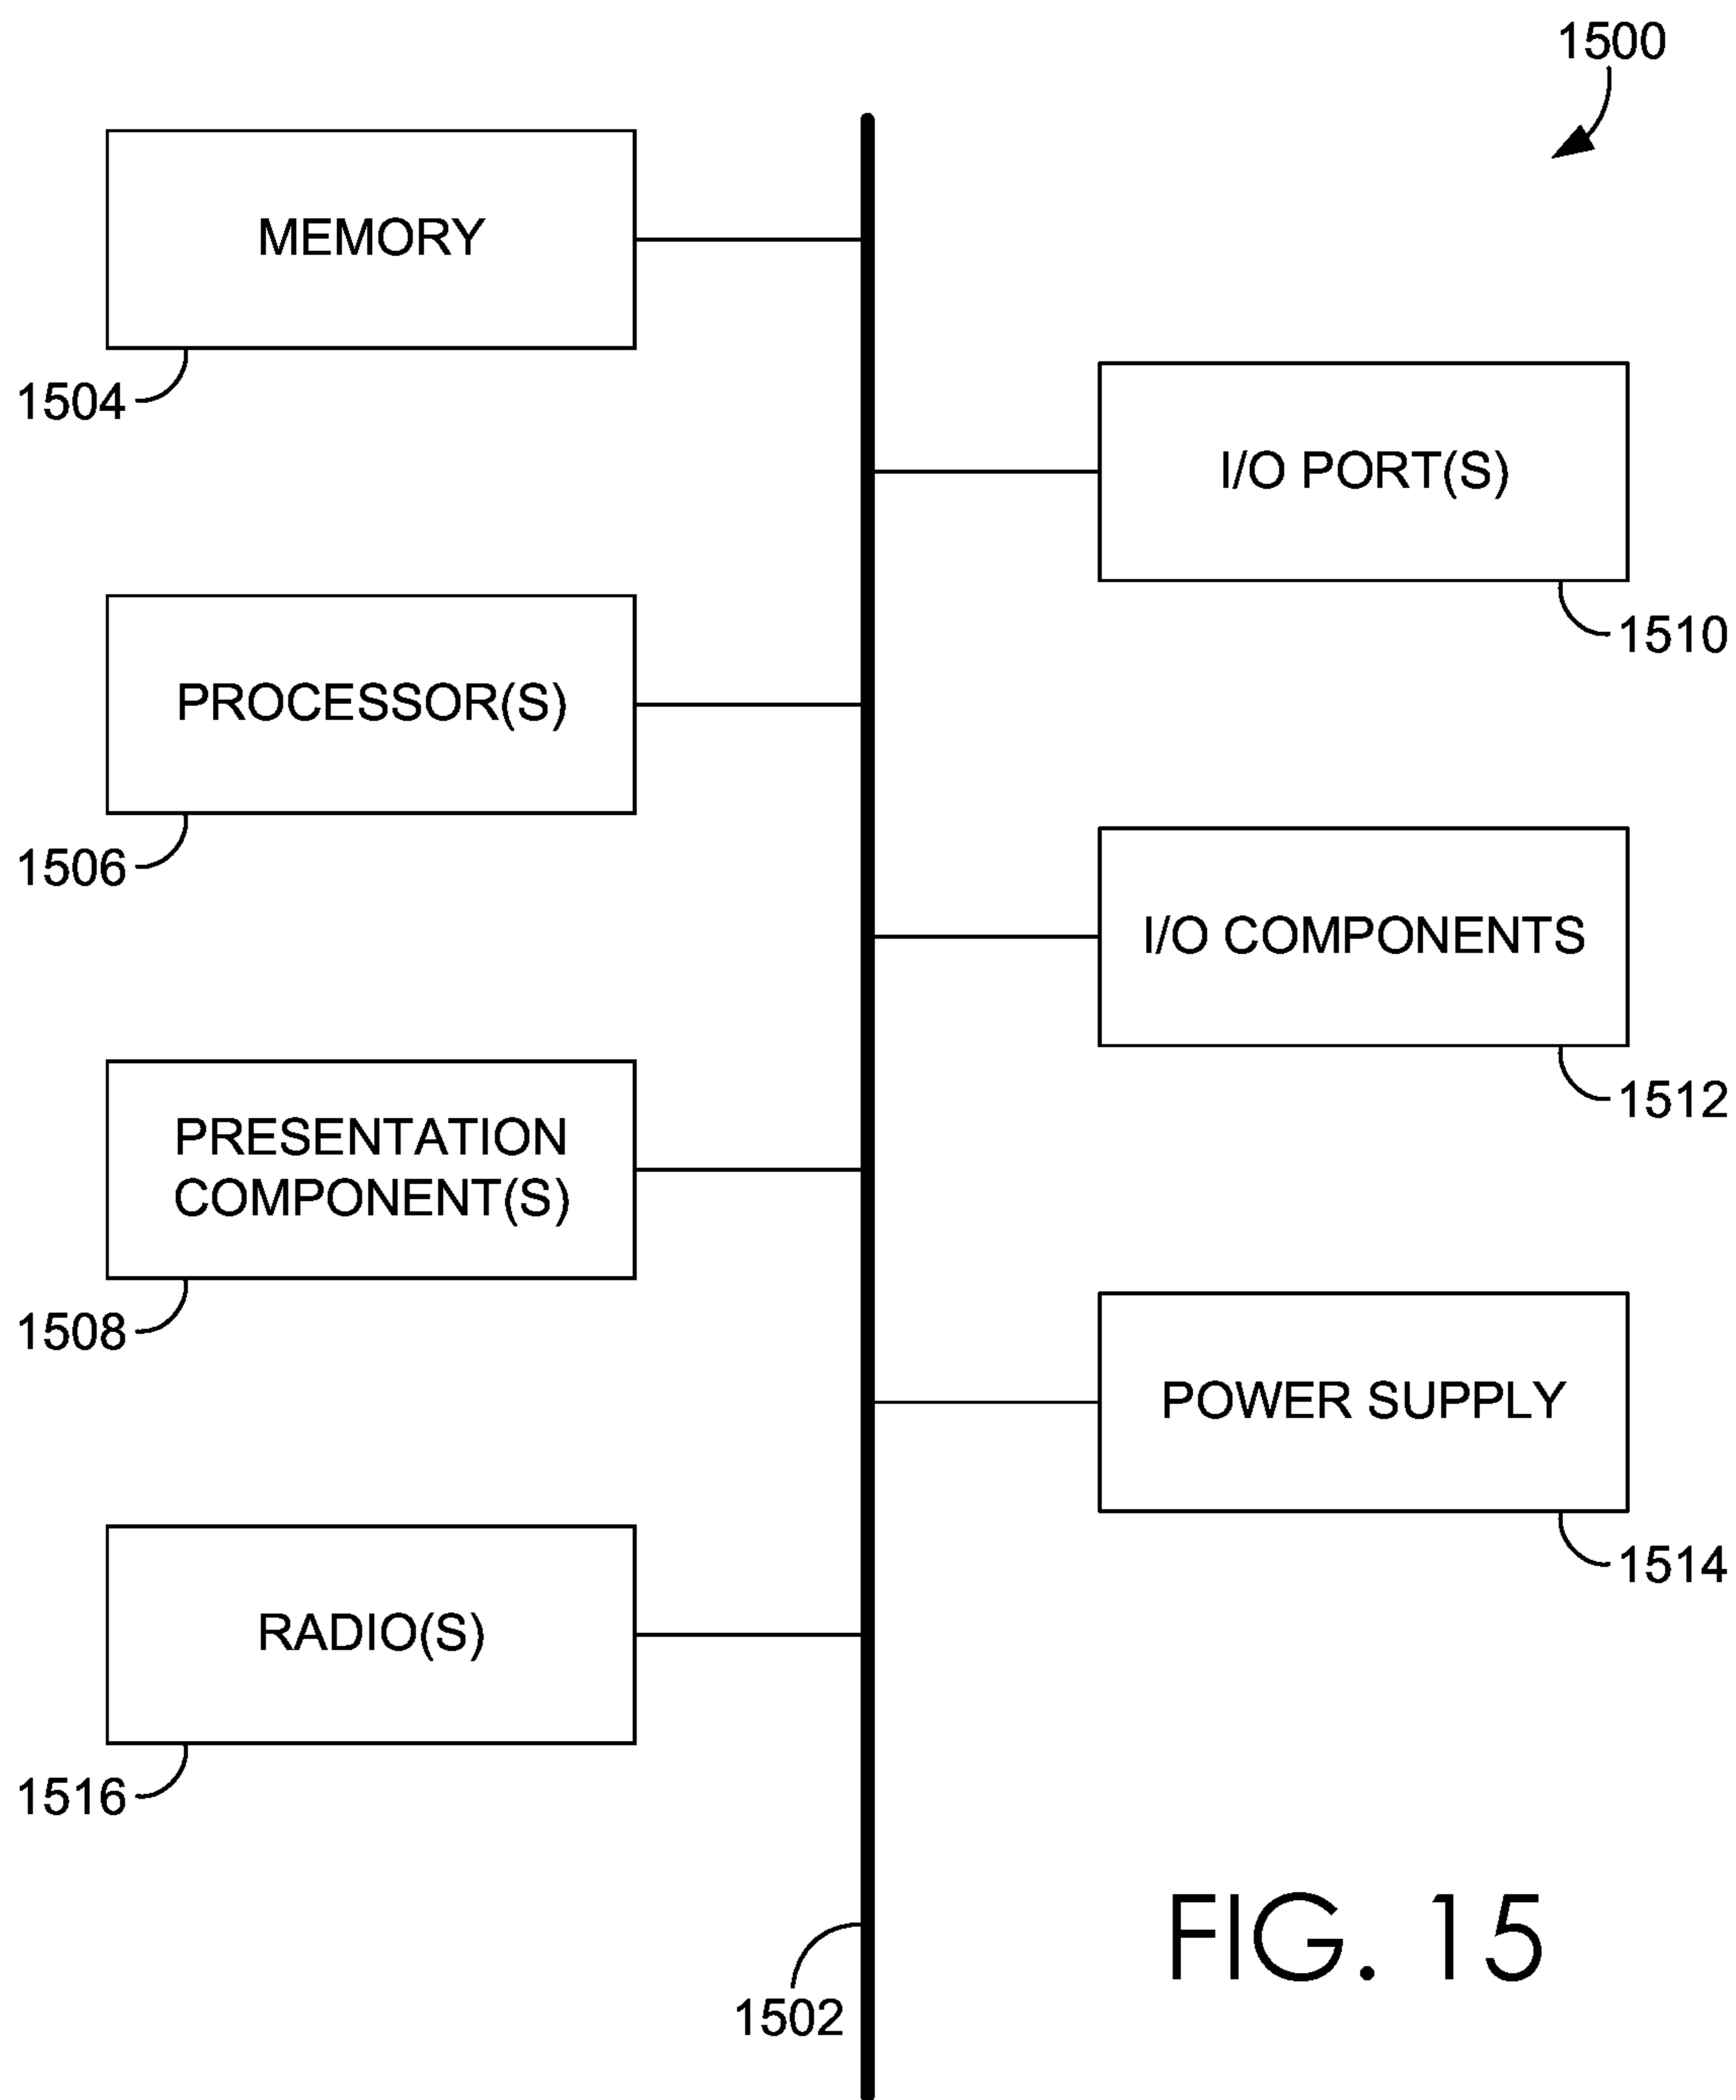 1500
MEMORY
1504
I/O PORT(S)
1510
PROCESSOR(S)
1506
I/O COMPONENTS
1512
PRESENTATION
COMPONENT(S)
1508
POWER SUPPLY
1514
RADIO(S)
1516
1502
FIG. 15